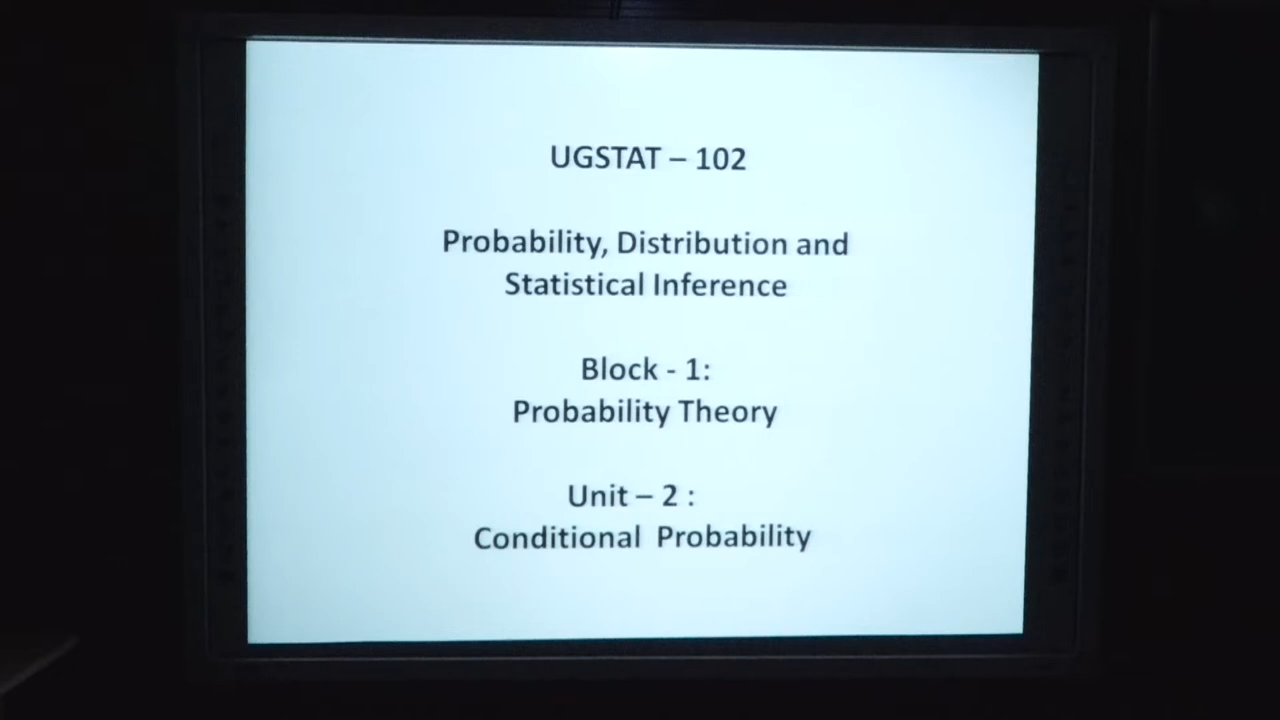 UGSTAT – 102
Probability, Distribution and
Statistical Inference
Block - 1:
Probability Theory
Unit – 2 :
Conditional  Probability